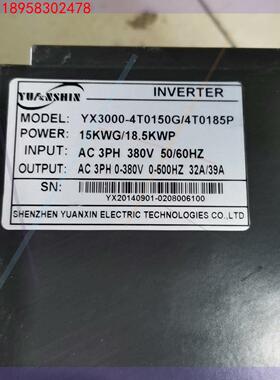 18958302478
YUANSHIN
INVERTER
MODEL: YX3000-4T0150G/4T0185P
POWER: 15KWG/18.5KWP
INPUT: AC 3PH 380V 50/60HZ
OUTPUT: AC 3PH 0-380V 0-500HZ 32A/39A
SN:
YX20140901-0208006100
SHENZHEN YUANXIN ELECTRIC TECHNOLOGIES CO.,LTD